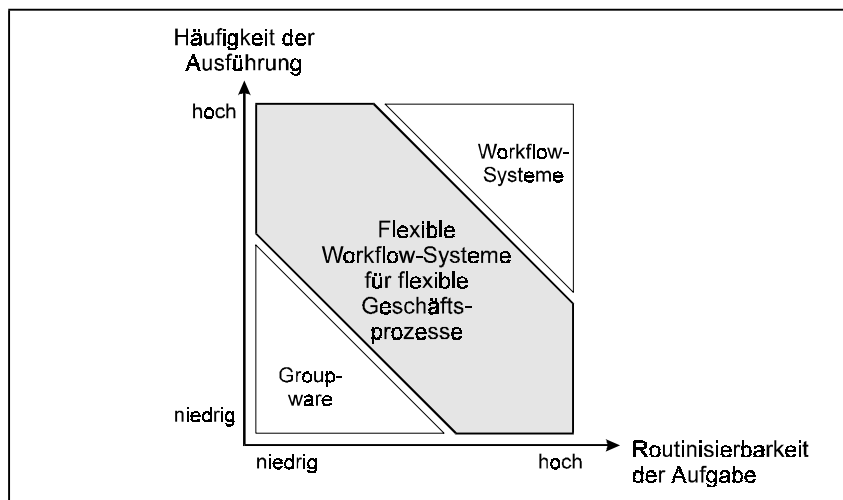 Häufigkeit der
Ausführung
hoch
Workflow-
Systeme
Flexible
Workflow-Systeme
für flexible
Geschäfts-
prozesse
Group-
ware
niedrig
niedrig
hoch
Routinisierbarkeit
der Aufgabe